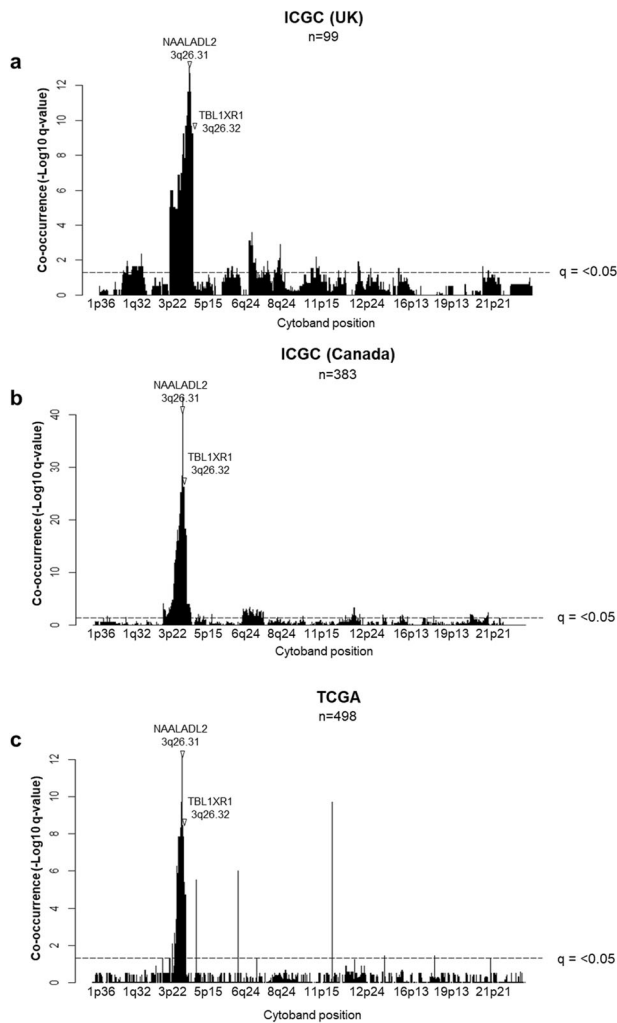 ICGC (UK)
n=99
a
NAALADL2
3q26.31
TBL1XR1
3q26.32
Co-occurrence (-Log10 q-value)
12
10
8
6
4
2
0
q = <0.05
1p36 1q32 3p22 5p15 6q24 8q24 11p15 12p24 16p13 19p13 21p21
Cytoband position
ICGC (Canada)
n=383
b
NAALADL2
3q26.31
TBL1XR1
3q26.32
Co-occurrence (-Log10 q-value)
40
30
20
10
0
q = <0.05
1p36 1q32 3p22 5p15 6q24 8q24 11p15 12q24 16p13 19p13 21p21
Cytoband position
TCGA
n=498
c
NAALADL2
3q26.31
TBL1XR1
3q26.32
Co-occurrence (-Log10 q-value)
12
10
8
6
4
2
0
q = <0.05
1p36 1q32 3p22 5p15 6q24 8q24 11p15 12p24 16p13 19p13 21p21
Cytoband position